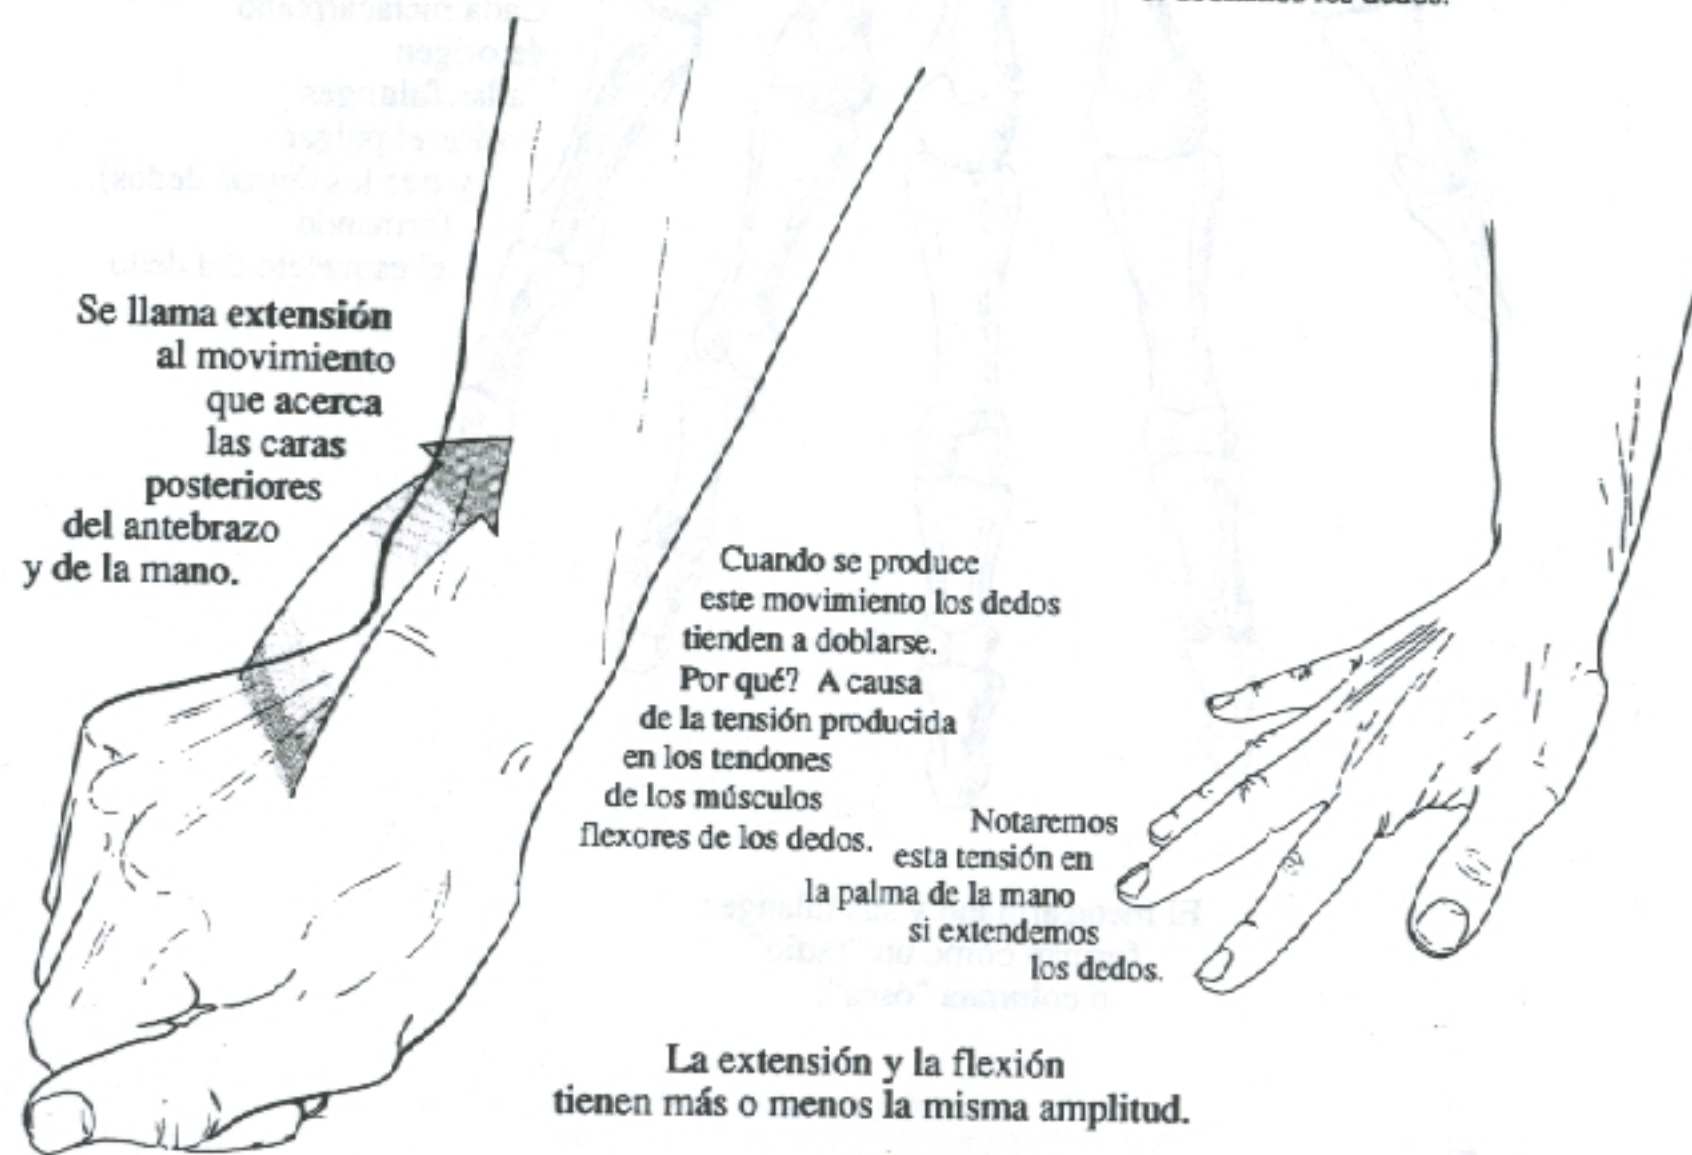 los dedos.
Se llama extensión
al movimiento
que acerca
las caras
posteriores
del antebrazo
y de la mano.
Cuando se produce
este movimiento los dedos
tienden a doblarse.
Por qué? A causa
de la tensión producida
en los tendones
de los músculos
flexores de los dedos.
Notaremos
esta tensión en
la palma de la mano
si extendemos
los dedos.
La extensión y la flexión
tienen más o menos la misma amplitud.